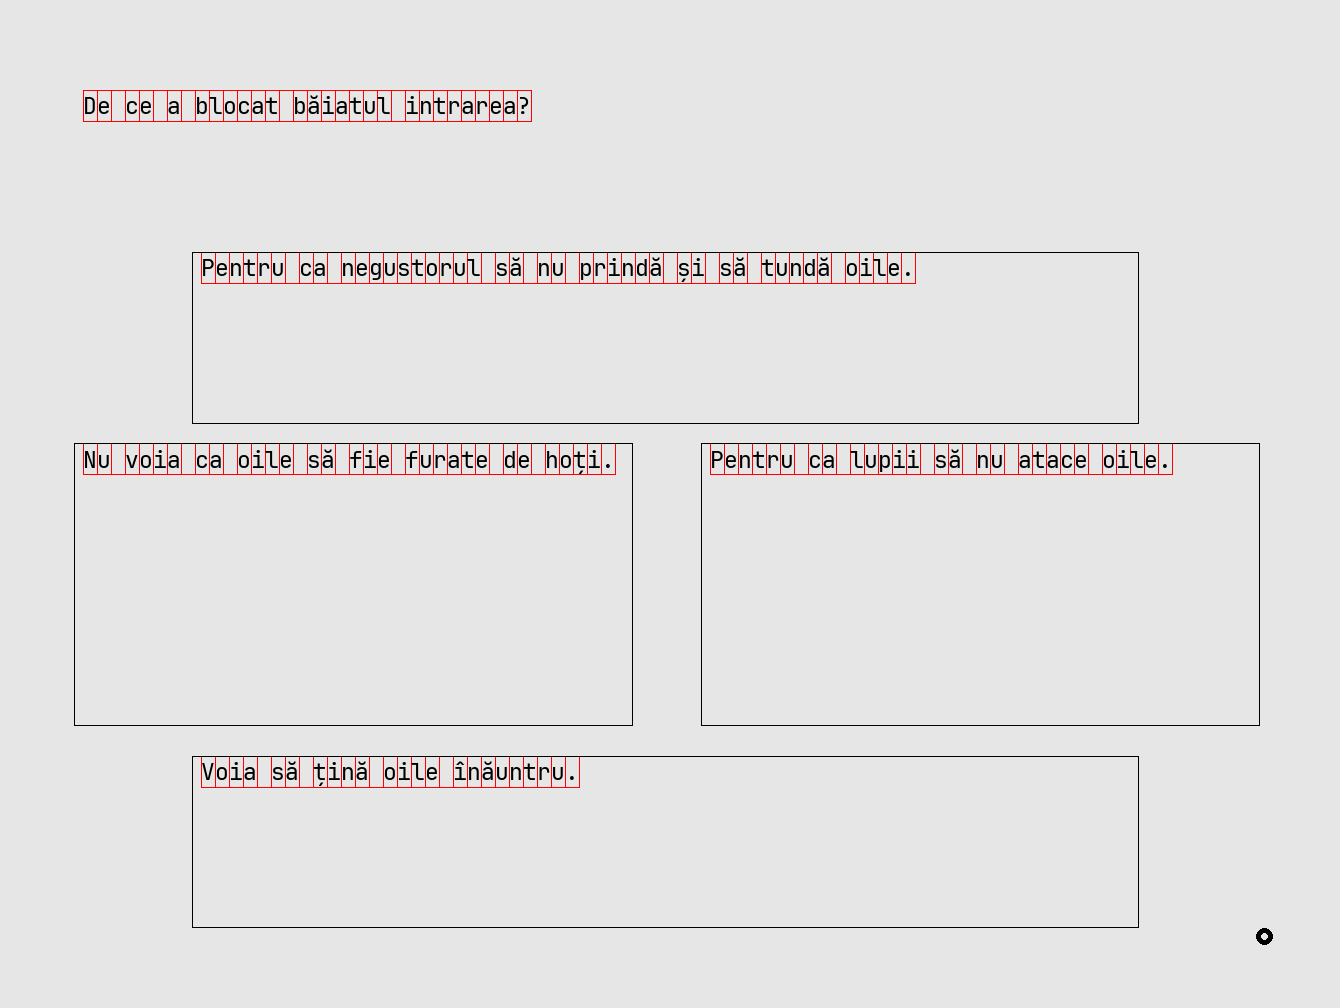 De ce a blocat băiatul intrarea?
Pentru ca negustorul să nu prindă și să tundă oile.
Nu voia ca oile să fie furate de hoți.
Pentru ca lupii să nu atace oile.
Voia să țină oile înăuntru.